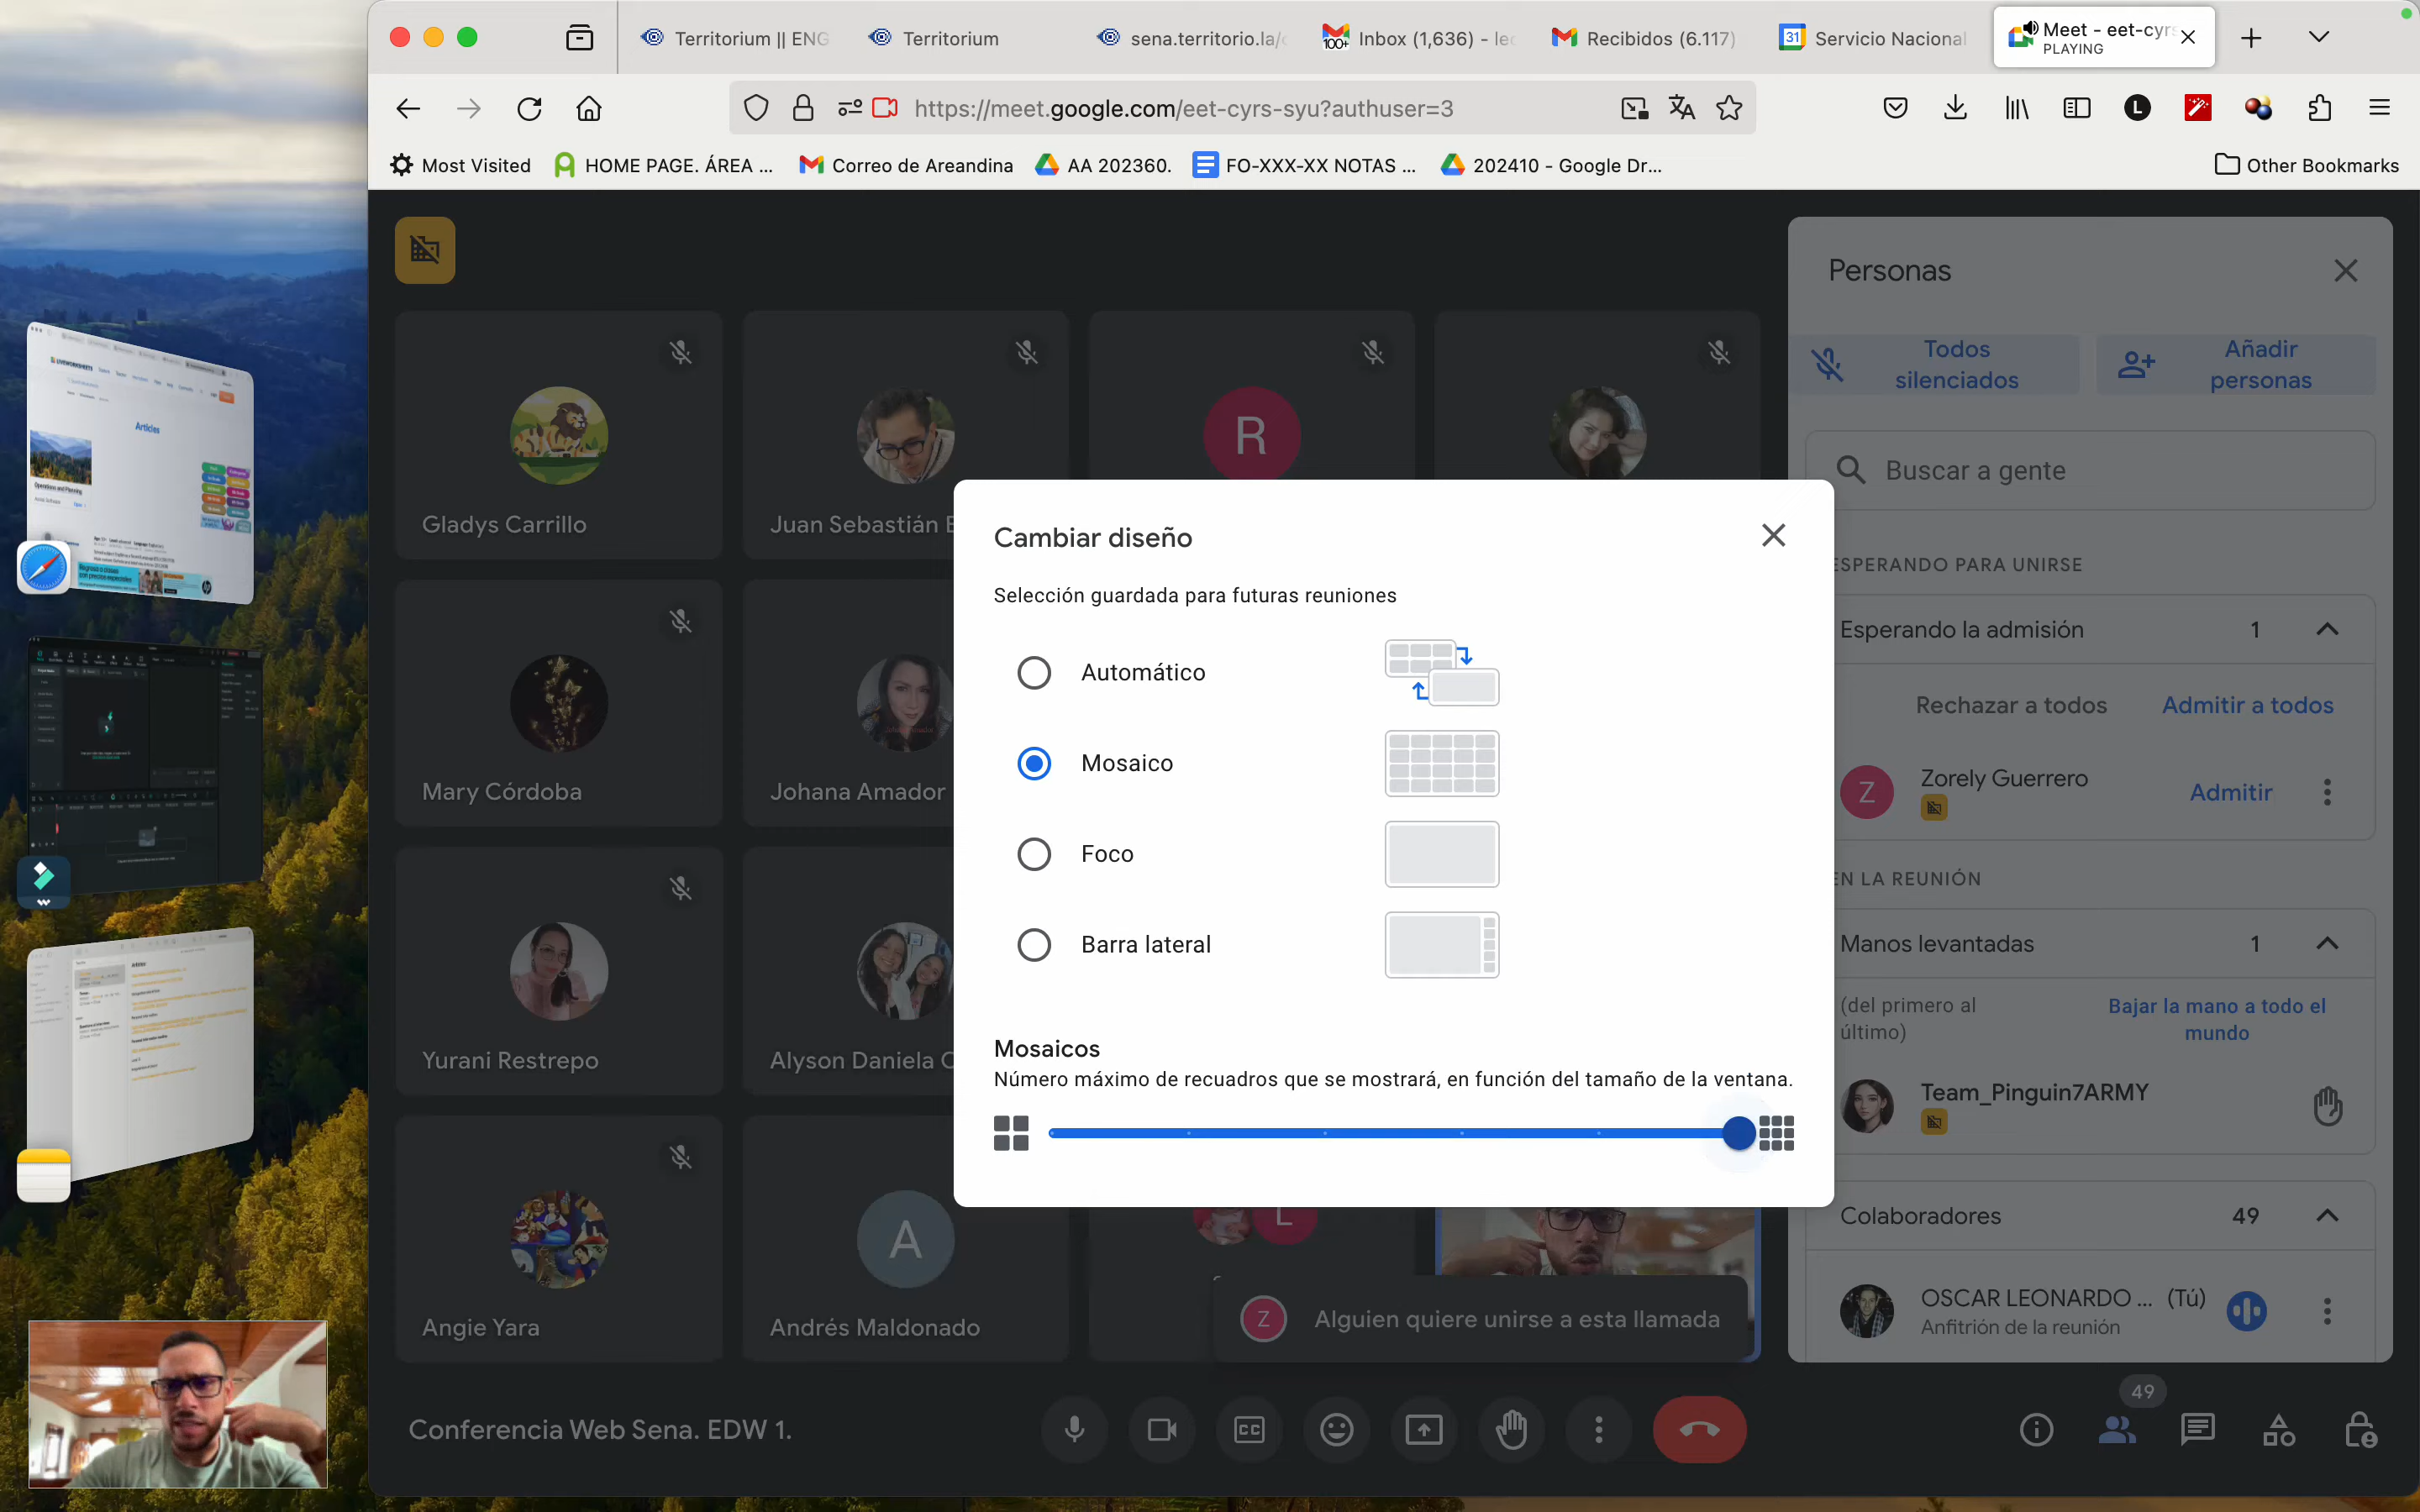 Territorium || ENG
Territorium
sena.territorio.la/
Inbox (1,636) - lec
Recibidos (6.117)
Servicio Nacional
Meet - eet-cyrs
PLAYING
https://meet.google.com/eet-cyrs-syu?authuser=3
Most Visited
HOME PAGE. ÁREA ...
Correo de Areandina
AA 202360.
FO-XXX-XX NOTAS ...
202410 - Google Dr...
Other Bookmarks
Personas
Todos silenciados
Añadir personas
Buscar a gente
ESPERANDO PARA UNIRSE
Esperando la admisión 1
Rechazar a todos
Admitir a todos
Z
Zorely Guerrero
Admitir
EN LA REUNIÓN
Manos levantadas 1
(del primero al último)
Bajar la mano a todo el mundo
Team_Pinguin7ARMY
Colaboradores 49
OSCAR LEONARDO ... (Tú)
Anfitrión de la reunión
Gladys Carrillo
Juan Sebastián
R
Mary Córdoba
Johana Amador
Yurani Restrepo
Alyson Daniela
Angie Yara
A
Andrés Maldonado
L
Cambiar diseño
Selección guardada para futuras reuniones
Automático
Mosaico
Foco
Barra lateral
Mosaicos
Número máximo de recuadros que se mostrará, en función del tamaño de la ventana.
Z
Alguien quiere unirse a esta llamada
Conferencia Web Sena. EDW 1.
CC
49
LIVEWORKSHEETS
Articles